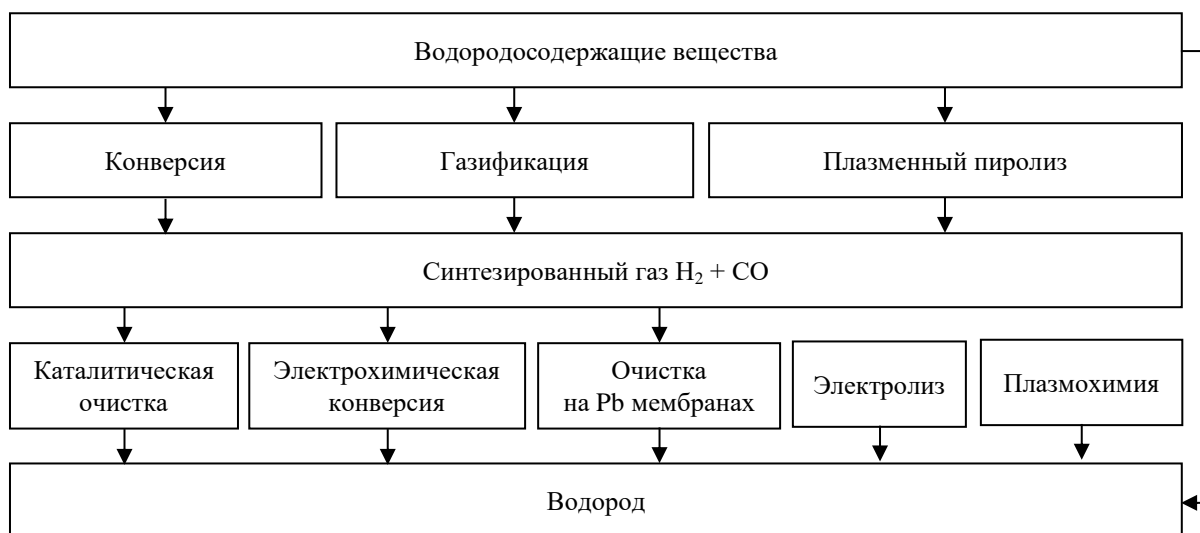 Водородосодержащие вещества
Конверсия
Газификация
Плазменный пиролиз
Синтезированный газ H₂ + CO
Каталитическая
очистка
Электрохимическая
конверсия
Очистка
на Pb мембранах
Электролиз
Плазмохимия
Водород